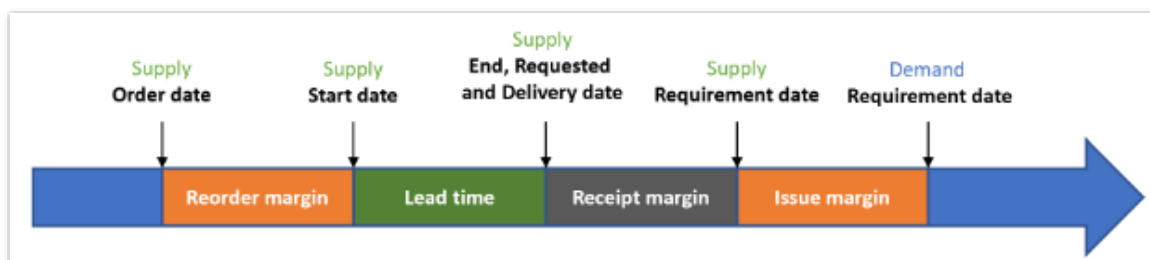 Supply
Order date
Supply
Start date
Supply
End, Requested
and Delivery date
Supply
Requirement date
Demand
Requirement date
Reorder margin
Lead time
Receipt margin
Issue margin